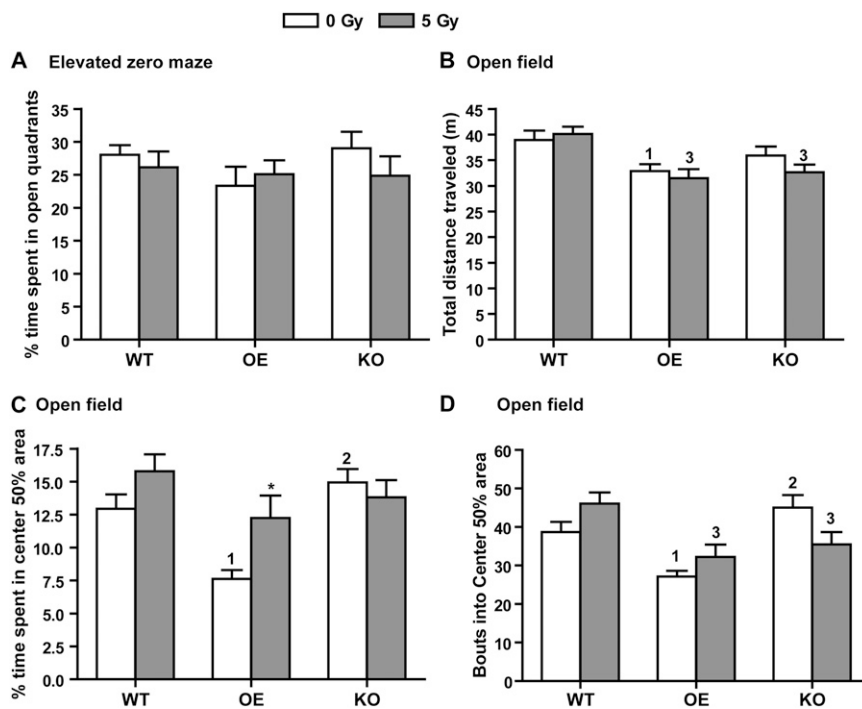 0 Gy 5 Gy
A Elevated zero maze
% time spent in open quadrants
35
30
25
20
15
10
5
0
WT OE KO
B Open field
Total distance traveled (m)
45
40
35
30
25
20
15
10
5
0
1 3 3
WT OE KO
C Open field
% time spent in center 50% area
17.5
15.0
12.5
10.0
7.5
5.0
2.5
0.0
1 * 2
WT OE KO
D Open field
Bouts into Center 50% area
60
50
40
30
20
10
0
1 3 2 3
WT OE KO